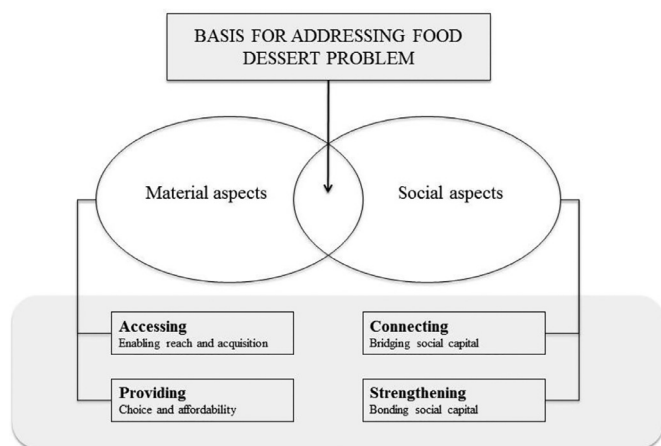 BASIS FOR ADDRESSING FOOD
DESSERT PROBLEM
Material aspects
Social aspects
Accessing
Enabling reach and acquisition
Connecting
Bridging social capital
Providing
Choice and affordability
Strengthening
Bonding social capital